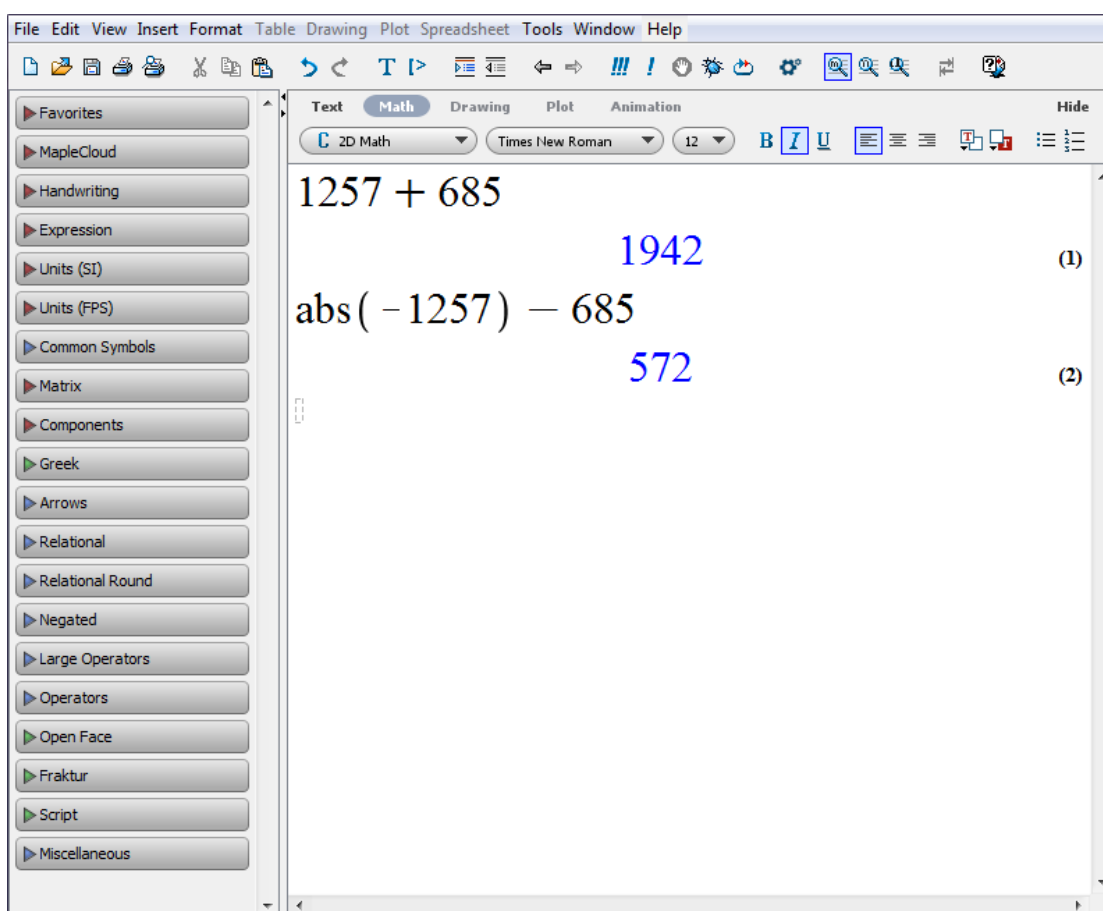 File Edit View Insert Format Table Drawing Plot Spreadsheet Tools Window Help
Favorites
MapleCloud
Handwriting
Expression
Units (SI)
Units (FPS)
Common Symbols
Matrix
Components
Greek
Arrows
Relational
Relational Round
Negated
Large Operators
Operators
Open Face
Fraktur
Script
Miscellaneous
Text Math Drawing Plot Animation Hide
C 2D Math Times New Roman 12 B I U
1257 + 685
1942 (1)
abs(-1257) - 685
572 (2)